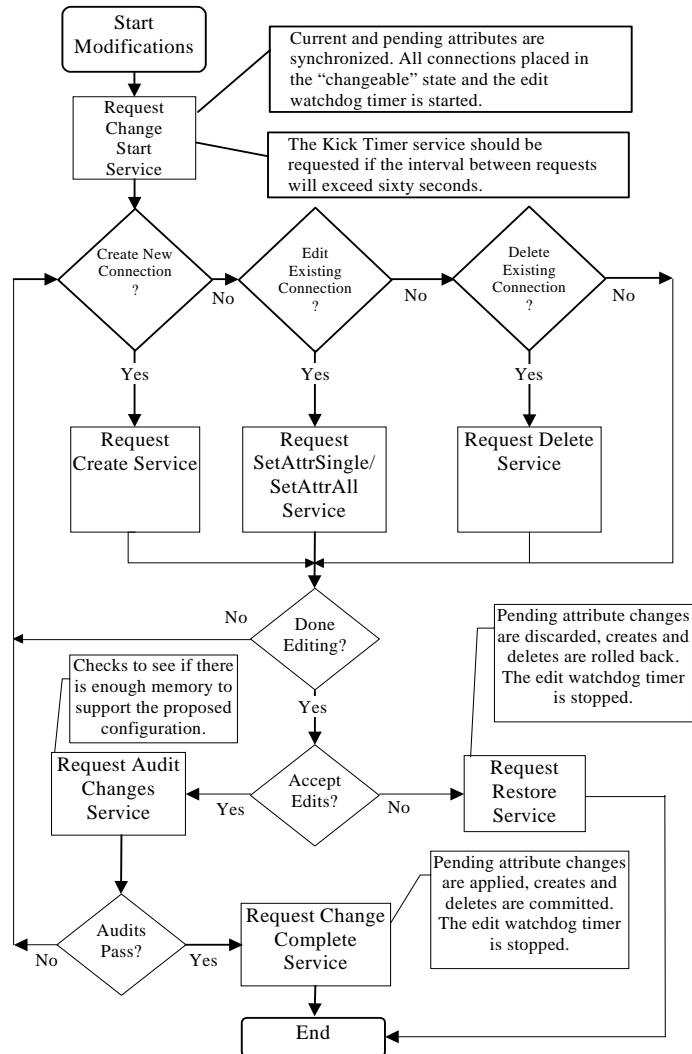 Start
Modifications
Current and pending attributes are
synchronized. All connections placed in
the “changeable” state and the edit
watchdog timer is started.
Request
Change
Start
Service
The Kick Timer service should be
requested if the interval between requests
will exceed sixty seconds.
Create New
Connection
?
No
Edit
Existing
Connection
?
No
Delete
Existing
Connection
?
No
Yes
Yes
Yes
Request
Create Service
Request
SetAttrSingle/
SetAttrAll
Service
Request Delete
Service
No
Done
Editing?
Pending attribute changes
are discarded, creates and
deletes are rolled back.
The edit watchdog timer
is stopped.
Checks to see if there
is enough memory to
support the proposed
configuration.
Yes
Request Audit
Changes
Service
Yes
Accept
Edits?
No
Request
Restore
Service
Pending attribute changes
are applied, creates and
deletes are committed.
The edit watchdog timer
is stopped.
No
Audits
Pass?
Yes
Request Change
Complete
Service
End